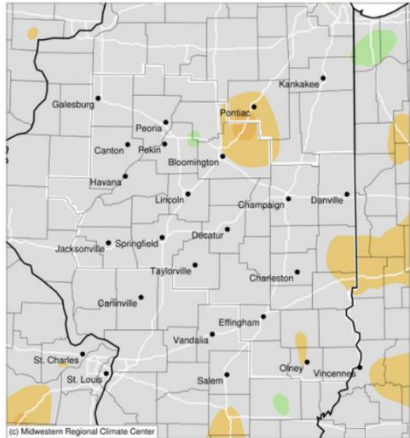 Kankakee
Galesburg
Pontiac
Peoria
Canton Pekin
Bloomington
Havana
Lincoln
Champaign Danville
Decatur
Jacksonville Springfield
Taylorville
Charleston
Carlinville
Effingham
Vandalia
St. Charles
Olney Vincennes
St. Louis Salem
(c) Midwestern Regional Climate Center